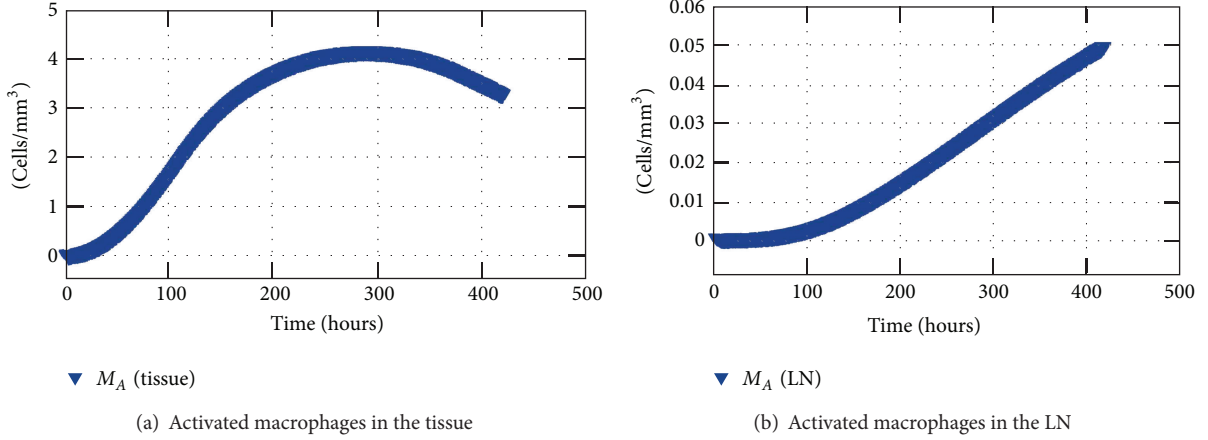 5
4
3
2
1
0
(Cells/mm³)
0 100 200 300 400 500
Time (hours)
M_A (tissue)
(a) Activated macrophages in the tissue
0.06
0.05
0.04
0.03
0.02
0.01
0
(Cells/mm³)
0 100 200 300 400 500
Time (hours)
M_A (LN)
(b) Activated macrophages in the LN